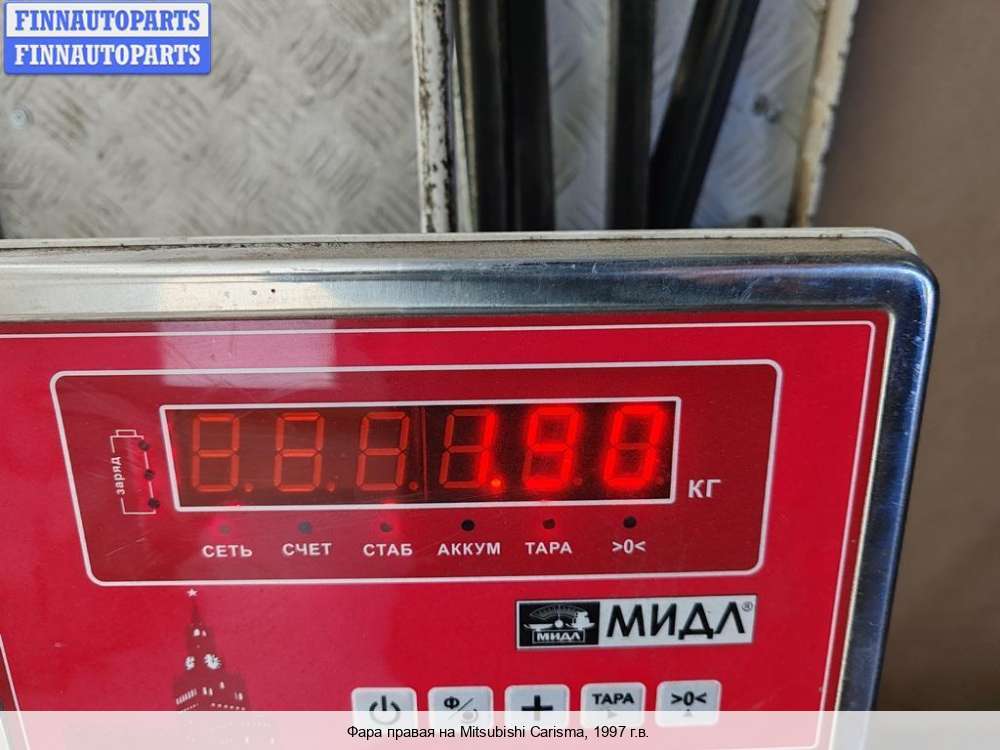 FINNAUTOPARTS
FINNAUTOPARTS
заряд
1.90
КГ
СЕТЬ СЧЕТ СТАБ АККУМ ТАРА >0<
МИДЛ МИДЛ®
Ф + ТАРА >0<
Фара правая на Mitsubishi Carisma, 1997 г.в.